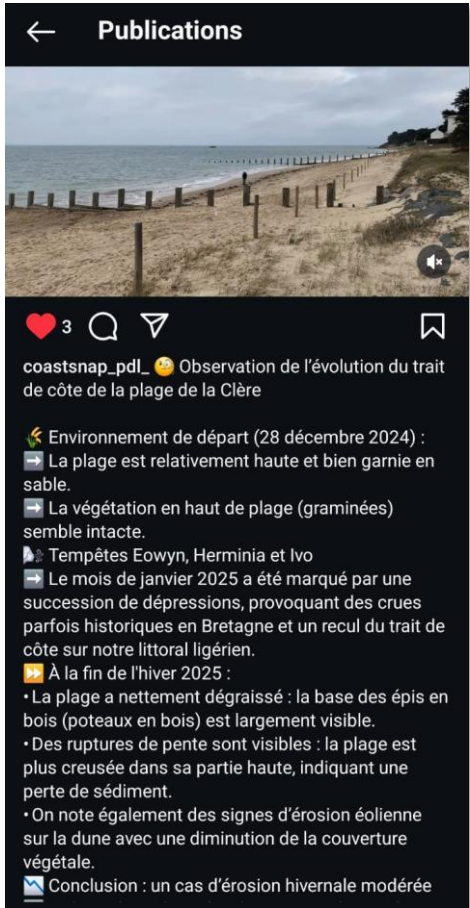 ← Publications
3
coastsnap_pdl_ 🧐 Observation de l'évolution du trait
de côte de la plage de la Clère
🌾 Environnement de départ (28 décembre 2024) :
➡️ La plage est relativement haute et bien garnie en
sable.
➡️ La végétation en haut de plage (graminées)
semble intacte.
🌬️ Tempêtes Eowyn, Herminia et Ivo
➡️ Le mois de janvier 2025 a été marqué par une
succession de dépressions, provoquant des crues
parfois historiques en Bretagne et un recul du trait de
côte sur notre littoral ligérien.
⏩ À la fin de l'hiver 2025 :
• La plage a nettement dégraissé : la base des épis en
bois (poteaux en bois) est largement visible.
• Des ruptures de pente sont visibles : la plage est
plus creusée dans sa partie haute, indiquant une
perte de sédiment.
• On note également des signes d'érosion éolienne
sur la dune avec une diminution de la couverture
végétale.
📉 Conclusion : un cas d'érosion hivernale modérée